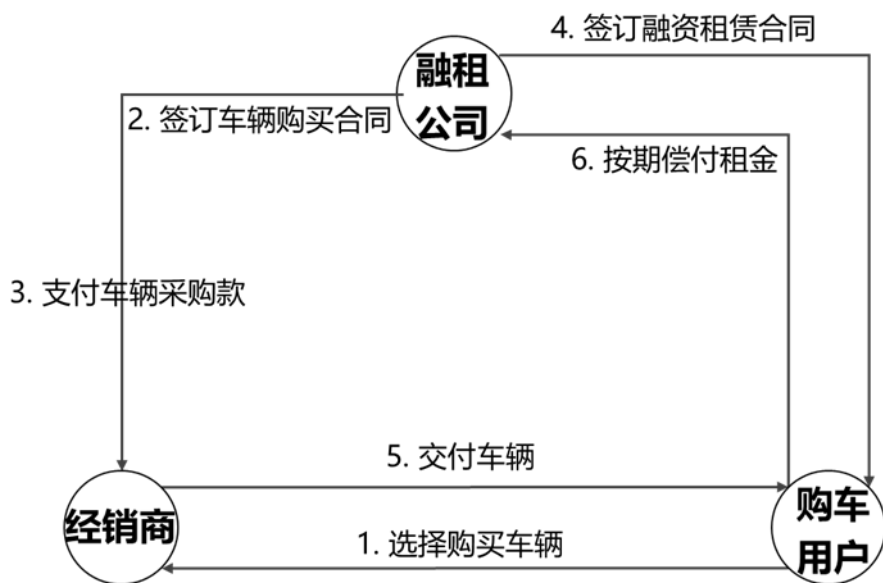 4. 签订融资租赁合同
融租
公司
2. 签订车辆购买合同
6. 按期偿付租金
3. 支付车辆采购款
5. 交付车辆
经销商
购车
用户
1. 选择购买车辆